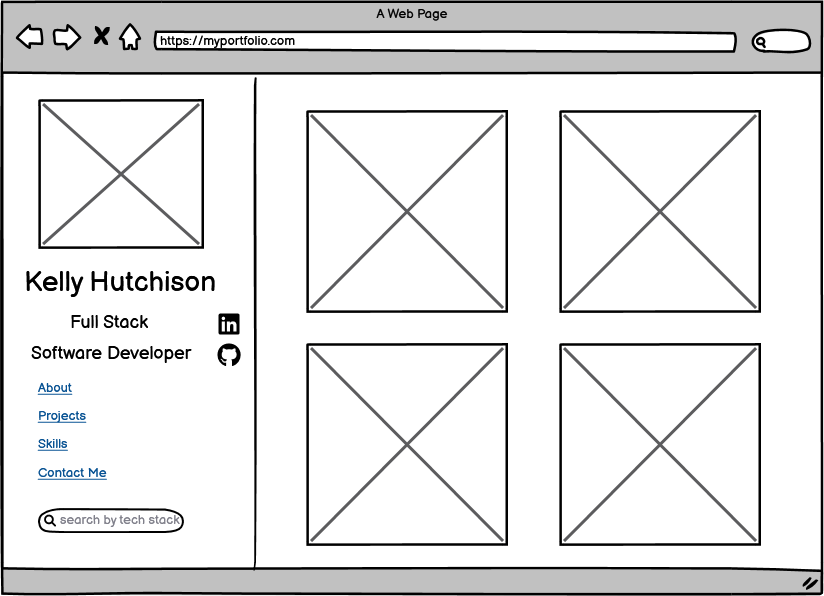 A Web Page
https://myportfolio.com
Kelly Hutchison
Full Stack
in
Software Developer
About
Projects
Skills
Contact Me
search by tech stack